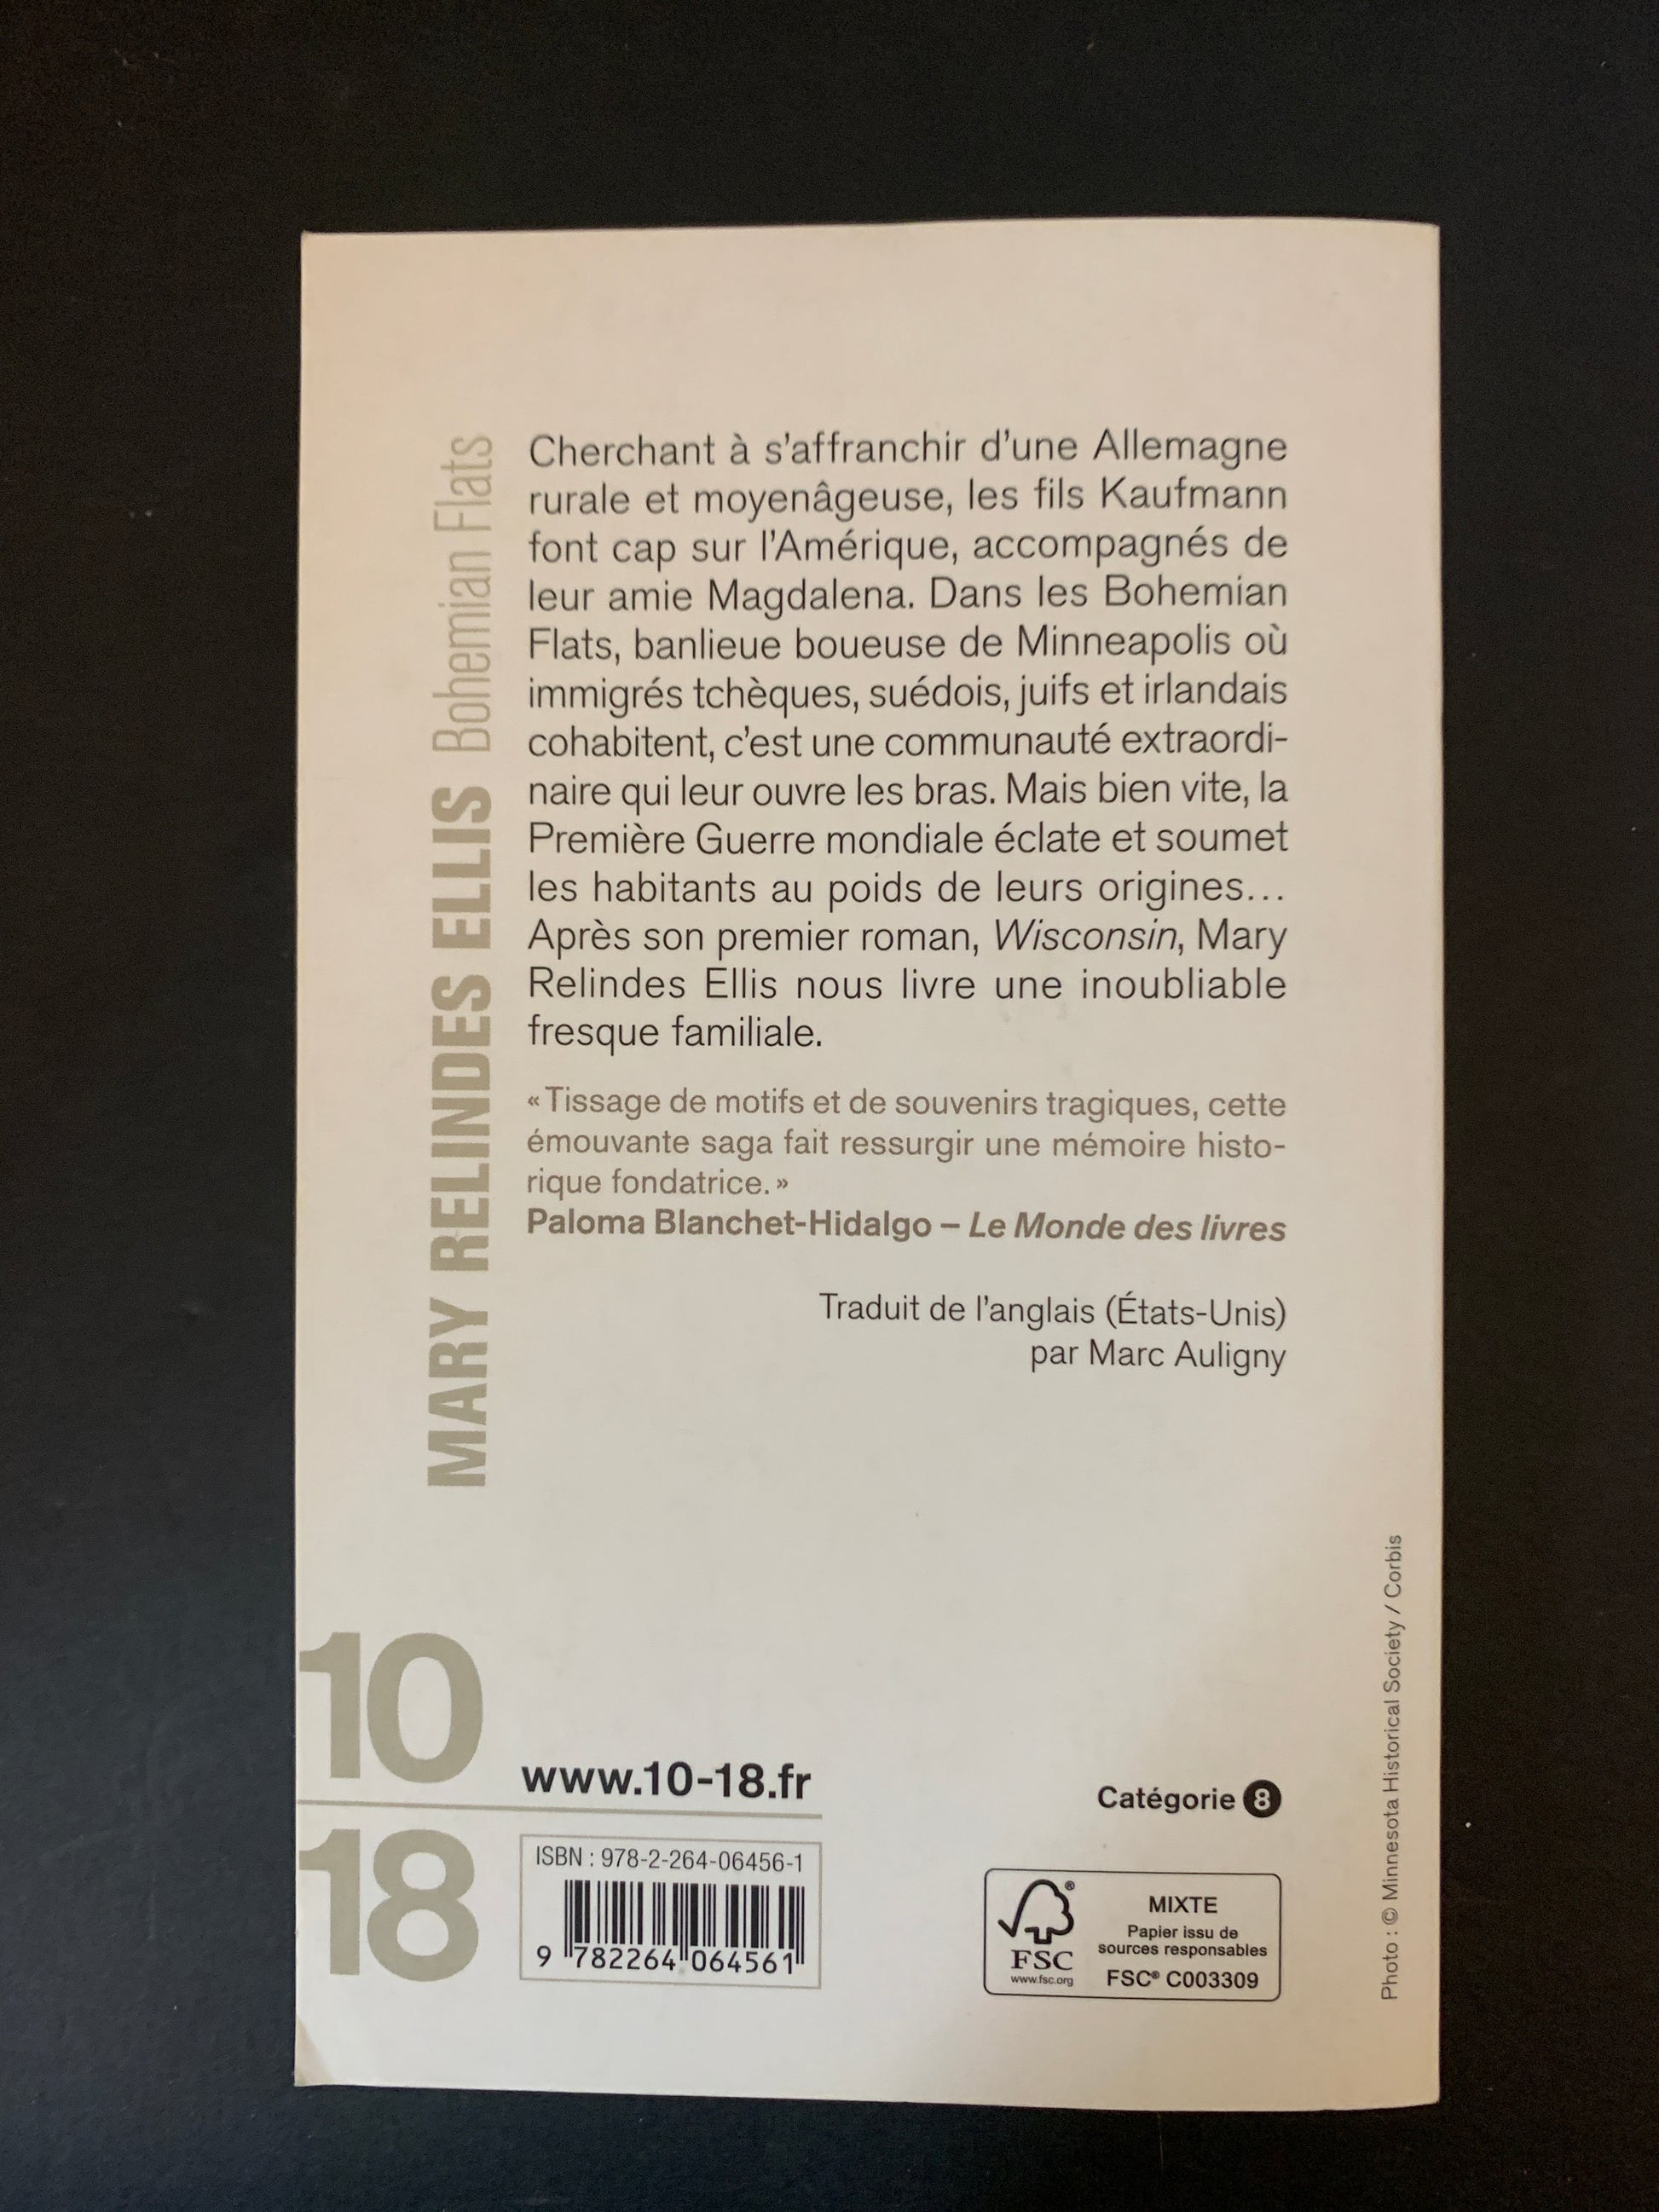 MARY RELINDES ELLIS Bohemian Flats
Cherchant à s'affranchir d'une Allemagne
rurale et moyenâgeuse, les fils Kaufmann
font cap sur l'Amérique, accompagnés de
leur amie Magdalena. Dans les Bohemian
Flats, banlieue boueuse de Minneapolis où
immigrés tchèques, suédois, juifs et irlandais
cohabitent, c'est une communauté extraordi-
naire qui leur ouvre les bras. Mais bien vite, la
Première Guerre mondiale éclate et soumet
les habitants au poids de leurs origines...
Après son premier roman, Wisconsin, Mary
Relindes Ellis nous livre une inoubliable
fresque familiale.
« Tissage de motifs et de souvenirs tragiques, cette
émouvante saga fait ressurgir une mémoire histo-
rique fondatrice. »
Paloma Blanchet-Hidalgo – Le Monde des livres
Traduit de l'anglais (États-Unis)
par Marc Auligny
10
18
www.10-18.fr
ISBN : 978-2-264-06456-1
9 782264 064561
Catégorie 8
FSC®
www.fsc.org
MIXTE
Papier issu de
sources responsables
FSC® C003309
Photo : © Minnesota Historical Society / Corbis